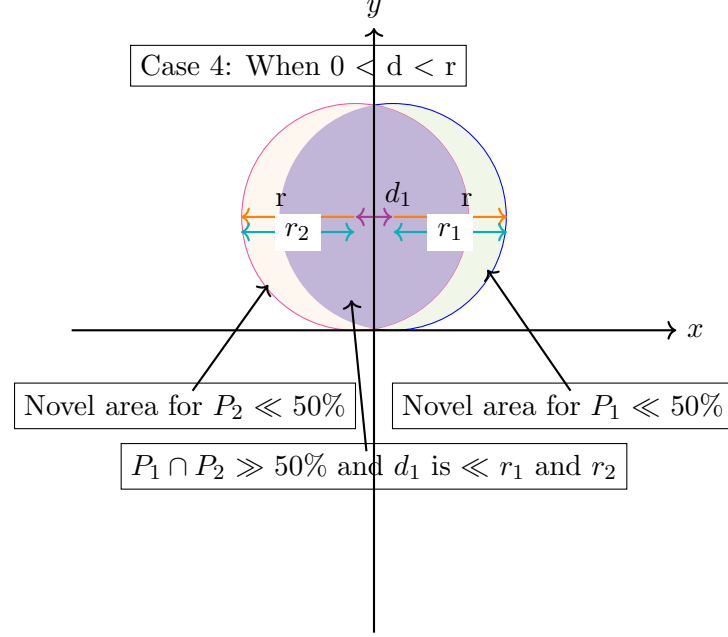 y
Case 4: When 0 < d < r
r d₁ r
r₂ r₁
x
Novel area for P₂ ≪ 50% Novel area for P₁ ≪ 50%
P₁ ∩ P₂ ≫ 50% and d₁ is ≪ r₁ and r₂